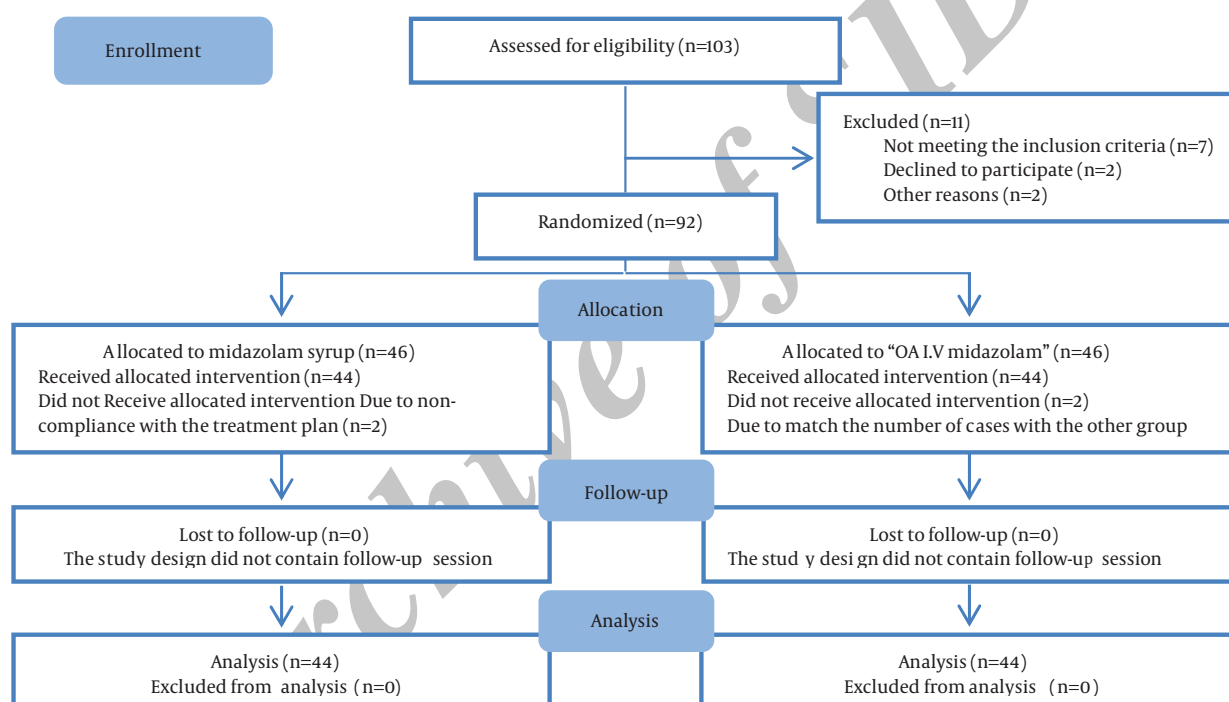 Enrollment
Assessed for eligibility (n=103)
Excluded (n=11)
Not meeting the inclusion criteria (n=7)
Declined to participate (n=2)
Other reasons (n=2)
Randomized (n=92)
Allocation
Allocated to midazolam syrup (n=46)
Received allocated intervention (n=44)
Did not Receive allocated intervention Due to non-
compliance with the treatment plan (n=2)
Allocated to “OA I.V midazolam” (n=46)
Received allocated intervention (n=44)
Did not receive allocated intervention (n=2)
Due to match the number of cases with the other group
Follow-up
Lost to follow-up (n=0)
The study design did not contain follow-up session
Lost to follow-up (n=0)
The study design did not contain follow-up session
Analysis
Analysis (n=44)
Excluded from analysis (n=0)
Analysis (n=44)
Excluded from analysis (n=0)
Archive of SID